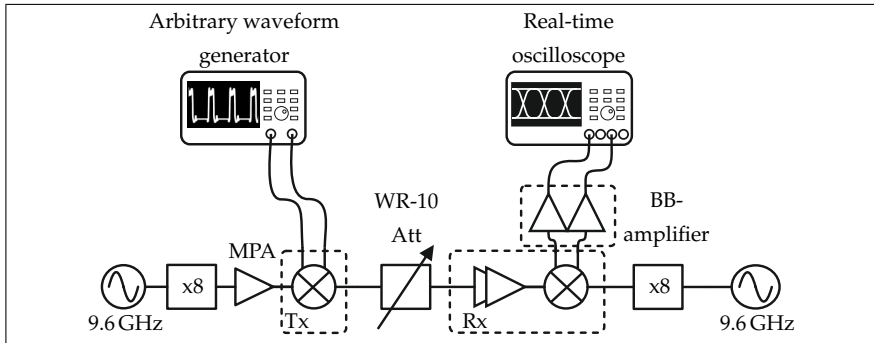 Arbitrary waveform
generator
Real-time
oscilloscope
WR-10
Att
BB-
amplifier
MPA
x8
Tx
Rx
x8
9.6 GHz
9.6 GHz